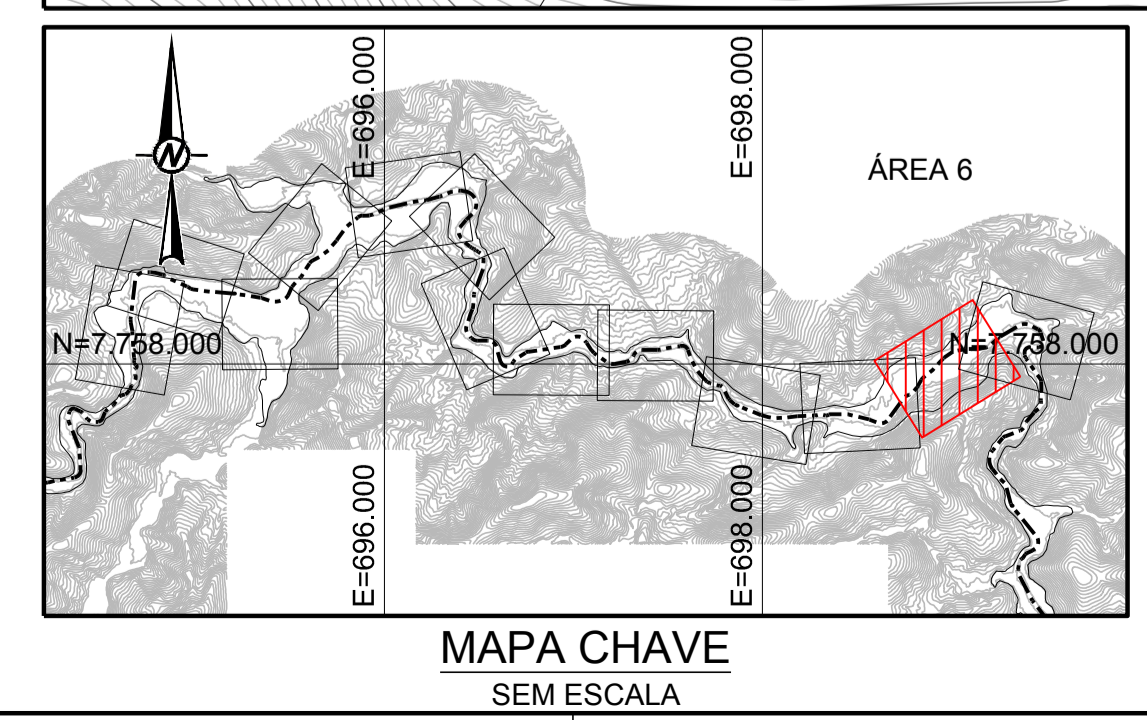 E=696.000
E=698.000
N
ÁREA 6
N=7.758.000
N=7.758.000
E=696.000
E=698.000
MAPA CHAVE
SEM ESCALA